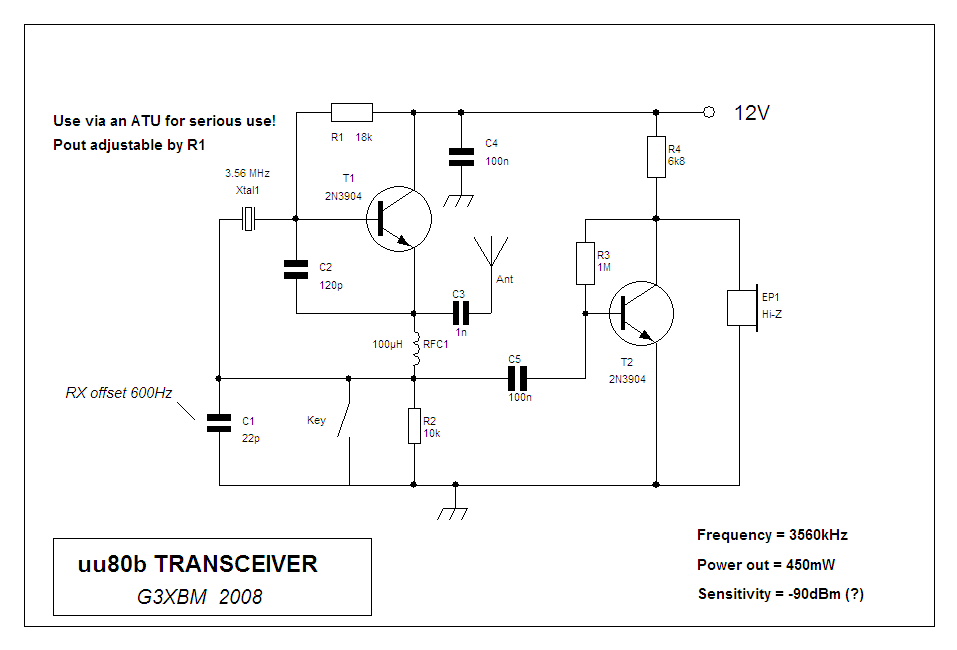 Use via an ATU for serious use!
Pout adjustable by R1
R1 18k
12V
C4
100n
R4
6k8
3.56 MHz
Xtal1
T1
2N3904
C2
120p
Ant
C3
1n
R3
1M
EP1
Hi-Z
100µH RFC1
T2
2N3904
C5
100n
RX offset 600Hz
C1
22p
Key
R2
10k
uu80b TRANSCEIVER
G3XBM 2008
Frequency = 3560kHz
Power out = 450mW
Sensitivity = -90dBm (?)